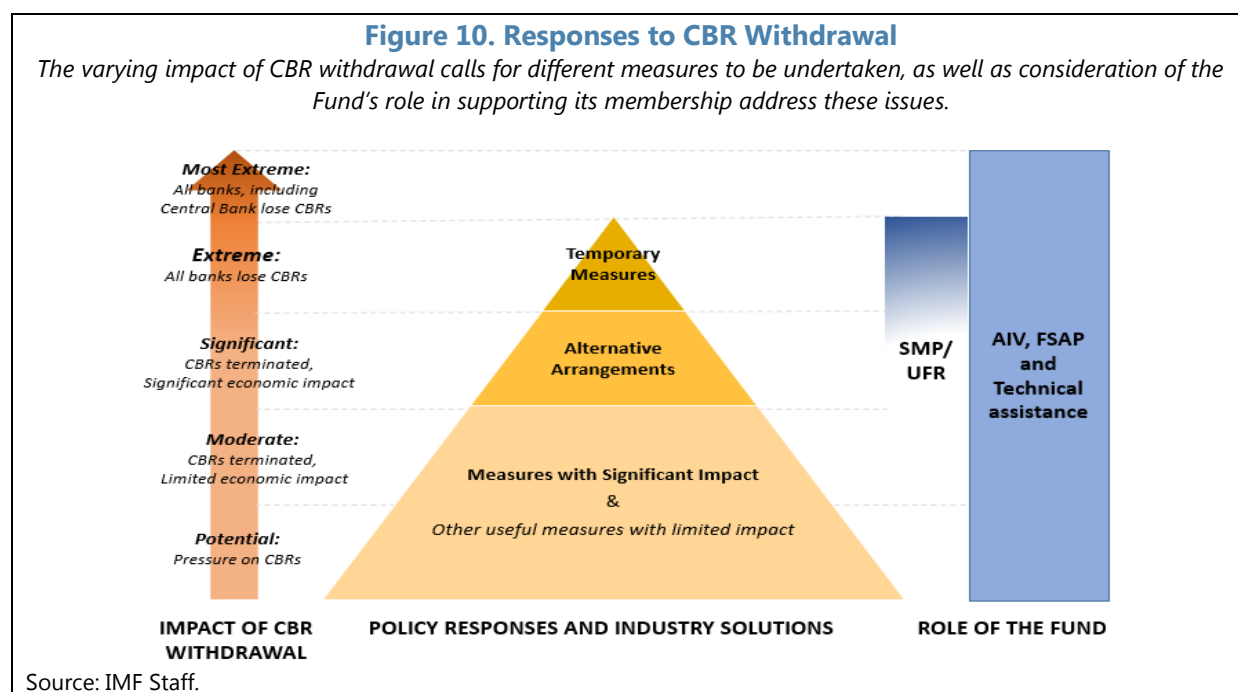 Figure 10. Responses to CBR Withdrawal
The varying impact of CBR withdrawal calls for different measures to be undertaken, as well as consideration of the
Fund's role in supporting its membership address these issues.
Most Extreme:
All banks, including
Central Bank lose CBRs
Extreme:
All banks lose CBRs
Significant:
CBRs terminated,
Significant economic impact
Moderate:
CBRs terminated,
Limited economic impact
Potential:
Pressure on CBRs
IMPACT OF CBR
WITHDRAWAL
Temporary
Measures
Alternative
Arrangements
Measures with Significant Impact
&
Other useful measures with limited impact
POLICY RESPONSES AND INDUSTRY SOLUTIONS
SMP/
UFR
AIV, FSAP
and
Technical
assistance
ROLE OF THE FUND
Source: IMF Staff.